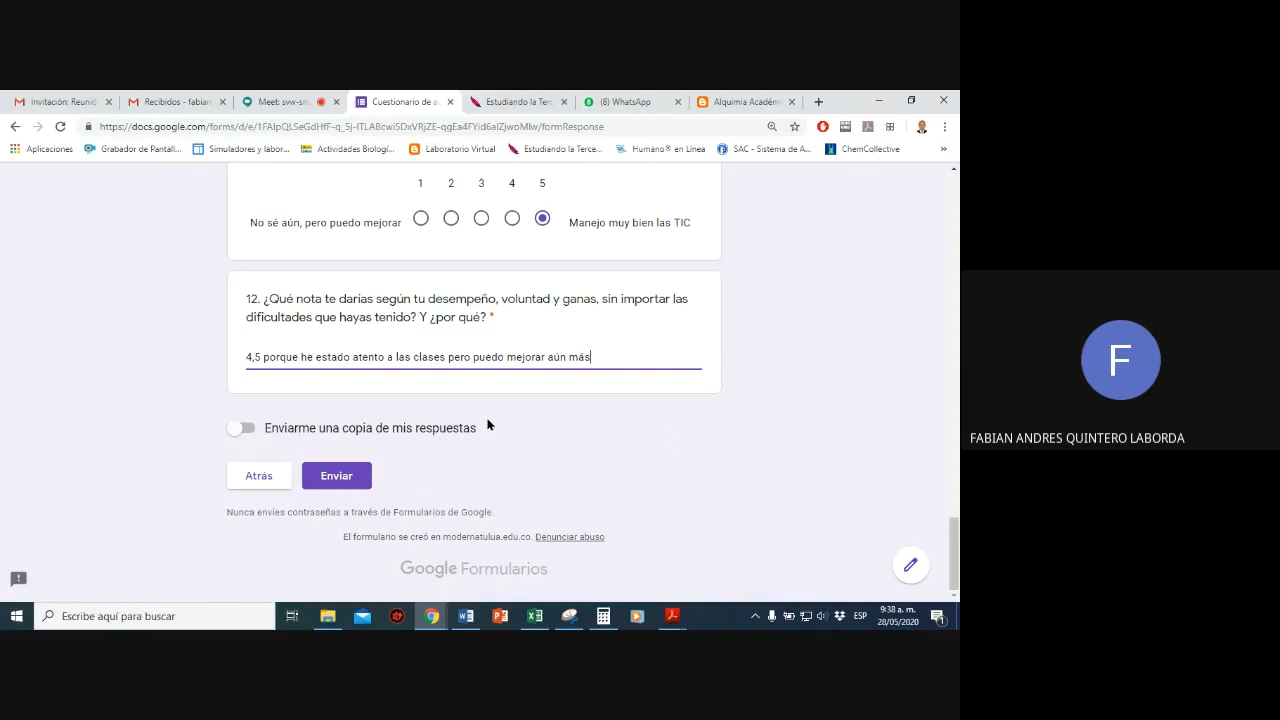 Invitación: Reunió
Recibidos - fabian
Meet: svw-sn
Cuestionario de a
Estudiando la Terc
(8) WhatsApp
Alquimia Académ
https://docs.google.com/forms/d/e/
/formResponse
Aplicaciones
Grabador de Pantall...
Simuladores y labor...
Actividades Biologí...
Laboratorio Virtual
Estudiando la Terce...
Humano® en Línea
SAC - Sistema de A...
ChemCollective
»
1 2 3 4 5
No sé aún, pero puedo mejorar
Manejo muy bien las TIC
12. ¿Qué nota te darías según tu desempeño, voluntad y ganas, sin importar las
dificultades que hayas tenido? Y ¿por qué? *
4,5 porque he estado atento a las clases pero puedo mejorar aún más
Enviarme una copia de mis respuestas
Atrás
Enviar
Nunca envíes contraseñas a través de Formularios de Google.
El formulario se creó en modernatulua.edu.co. Denunciar abuso
Google Formularios
Escribe aquí para buscar
ESP
9:38 a. m.
28/05/2020
F
FABIAN ANDRES QUINTERO LABORDA